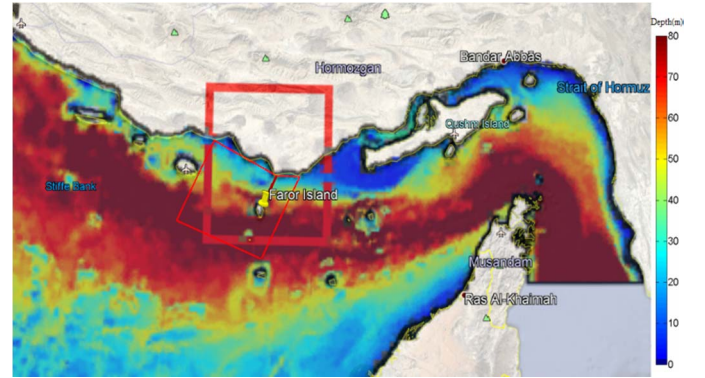 Depth(m)
80
Bandar Abbās
Hormozgan
70
Strait of Hormuz
60
Qushm Island
50
Stiffe Bank
Faror Island
40
30
Musandam
20
Ras Al-Khaimah
10
0